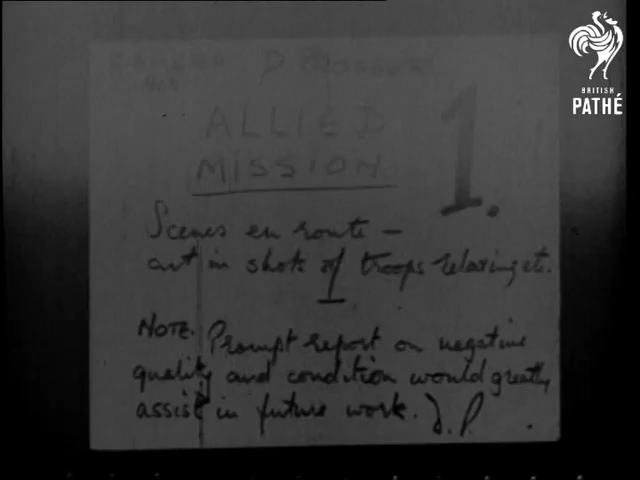 BRITISH
PATHÉ
D PROSSER
ALLIED
MISSION
1.
Scenes en route –
cut in shots of troops relaxing etc.
NOTE. Prompt report on negative
quality and condition would greatly
assist in future work. D.P.